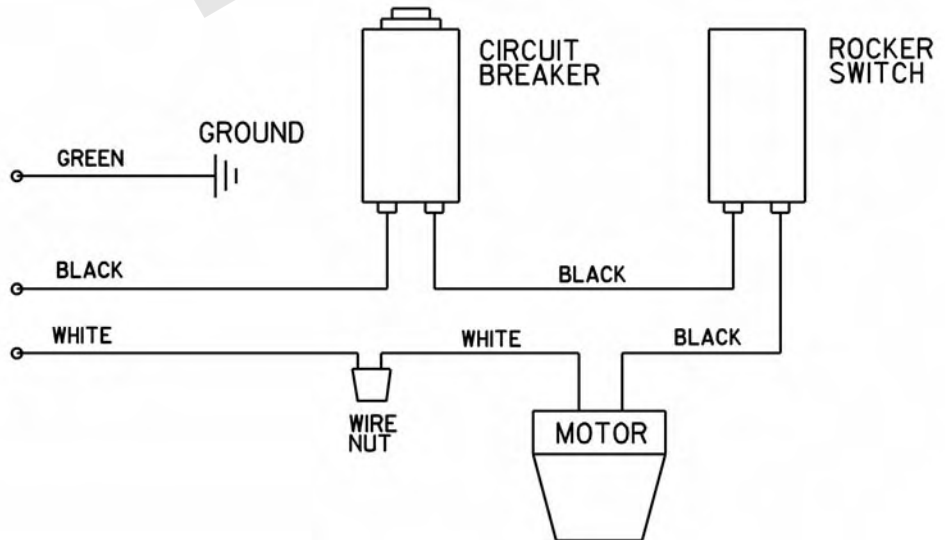 CIRCUIT
BREAKER
ROCKER
SWITCH
GROUND
GREEN
BLACK
BLACK
WHITE
WHITE
BLACK
WIRE
NUT
MOTOR